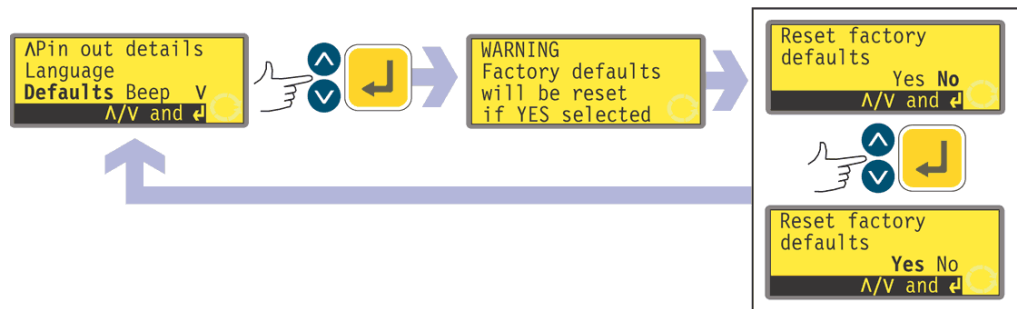 ΛPin out details
Language
Defaults Beep V
Λ/V and ↲
WARNING
Factory defaults
will be reset
if YES selected
Reset factory
defaults
Yes No
Λ/V and ↲
Reset factory
defaults
Yes No
Λ/V and ↲